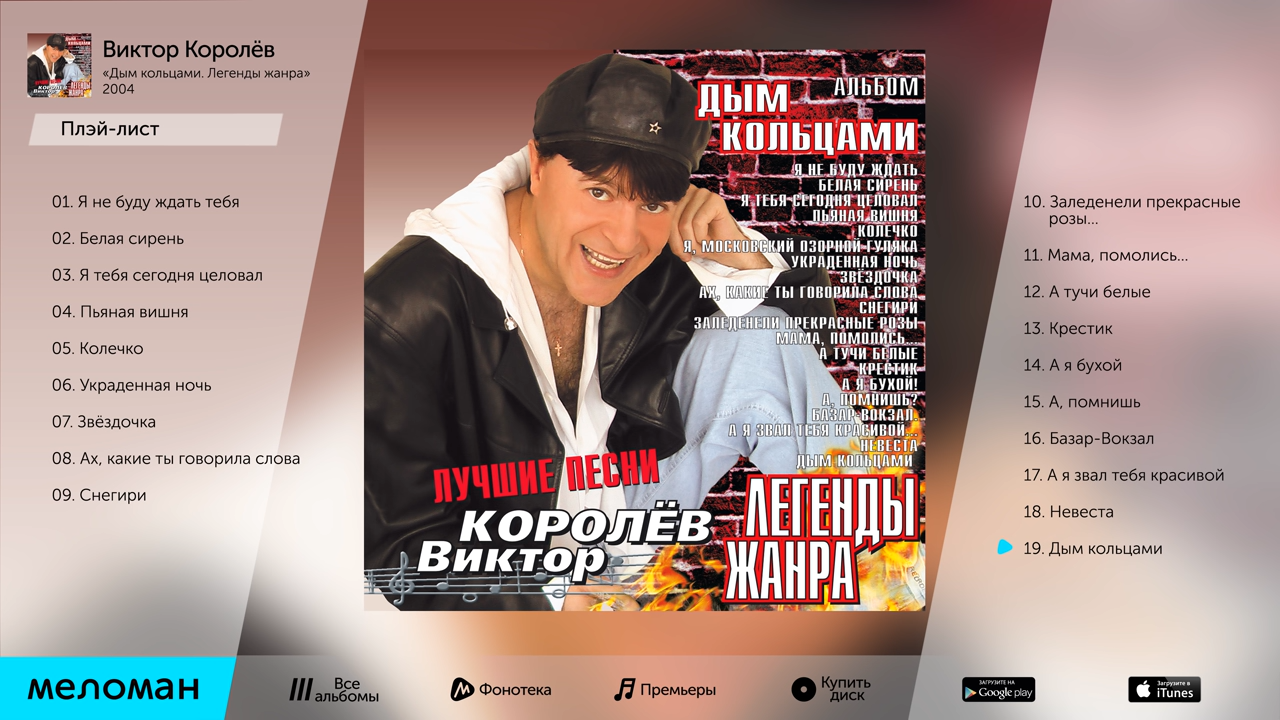 Виктор Королёв
«Дым кольцами. Легенды жанра»
2004
Плэй-лист
01. Я не буду ждать тебя
02. Белая сирень
03. Я тебя сегодня целовал
04. Пьяная вишня
05. Колечко
06. Украденная ночь
07. Звёздочка
08. Ах, какие ты говорила слова
09. Снегири
АЛЬБОМ
ДЫМ
КОЛЬЦАМИ
Я НЕ БУДУ ЖДАТЬ
БЕЛАЯ СИРЕНЬ
Я ТЕБЯ СЕГОДНЯ ЦЕЛОВАЛ
ПЬЯНАЯ ВИШНЯ
КОЛЕЧКО
Я, МОСКОВСКИЙ ОЗОРНОЙ ГУЛЯКА
УКРАДЕННАЯ НОЧЬ
ЗВЁЗДОЧКА
АХ, КАКИЕ ТЫ ГОВОРИЛА СЛОВА
СНЕГИРИ
ЗАЛЕДЕНЕЛИ ПРЕКРАСНЫЕ РОЗЫ
МАМА, ПОМОЛИСЬ...
А ТУЧИ БЕЛЫЕ
КРЕСТИК
А Я БУХОЙ!
А, ПОМНИШЬ?
БАЗАР-ВОКЗАЛ.
А Я ЗВАЛ ТЕБЯ КРАСИВОЙ...
НЕВЕСТА
ДЫМ КОЛЬЦАМИ
ЛУЧШИЕ ПЕСНИ
КОРОЛЁВ
Виктор
ЛЕГЕНДЫ
ЖАНРА
10. Заледенели прекрасные
розы...
11. Мама, помолись...
12. А тучи белые
13. Крестик
14. А я бухой
15. А, помнишь
16. Базар-Вокзал
17. А я звал тебя красивой
18. Невеста
19. Дым кольцами
меломан
Все
альбомы
Фонотека
Премьеры
Купить
диск
ЗАГРУЗИТЕ НА
Google play
Загрузите в
iTunes